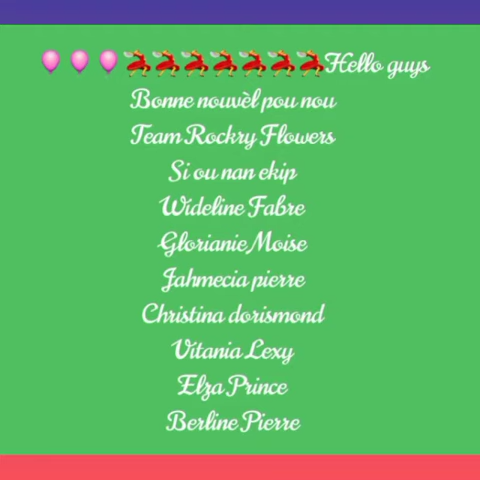 🎈🎈🎈💃💃💃💃💃💃💃Hello guys
Bonne nouvèl pou nou
Team Rockry Flowers
Si ou nan ekip
Wideline Fabre
Glorianie Moise
Jahmecia pierre
Christina dorismond
Vitania Lexy
Elza Prince
Berline Pierre